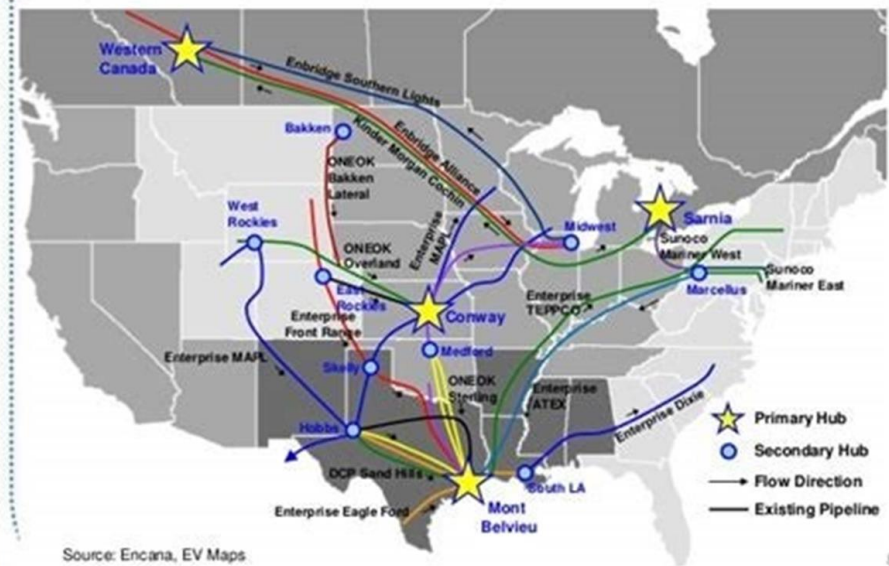 Western
Canada
Enbridge Southern Lights
Bakken
Kinder Morgan Cochin
Enbridge Alliance
ONEOK
Bakken
Lateral
West
Rockies
Enterprise
MAPL
Midwest
Sarnia
Sunoco
Mariner West
ONEOK
Overland
Sunoco
Mariner East
Marcellus
East
Rockies
Enterprise
TEPPCO
Conway
Enterprise
Front Range
Medford
Enterprise MAPL
Skelly
ONEOK
Sterling
Enterprise
ATEX
Enterprise Dixie
Hobbs
DCP Sand Hills
South LA
Enterprise Eagle Ford
Mont
Belvieu
Primary Hub
Secondary Hub
Flow Direction
Existing Pipeline
Source: Encana, EV Maps